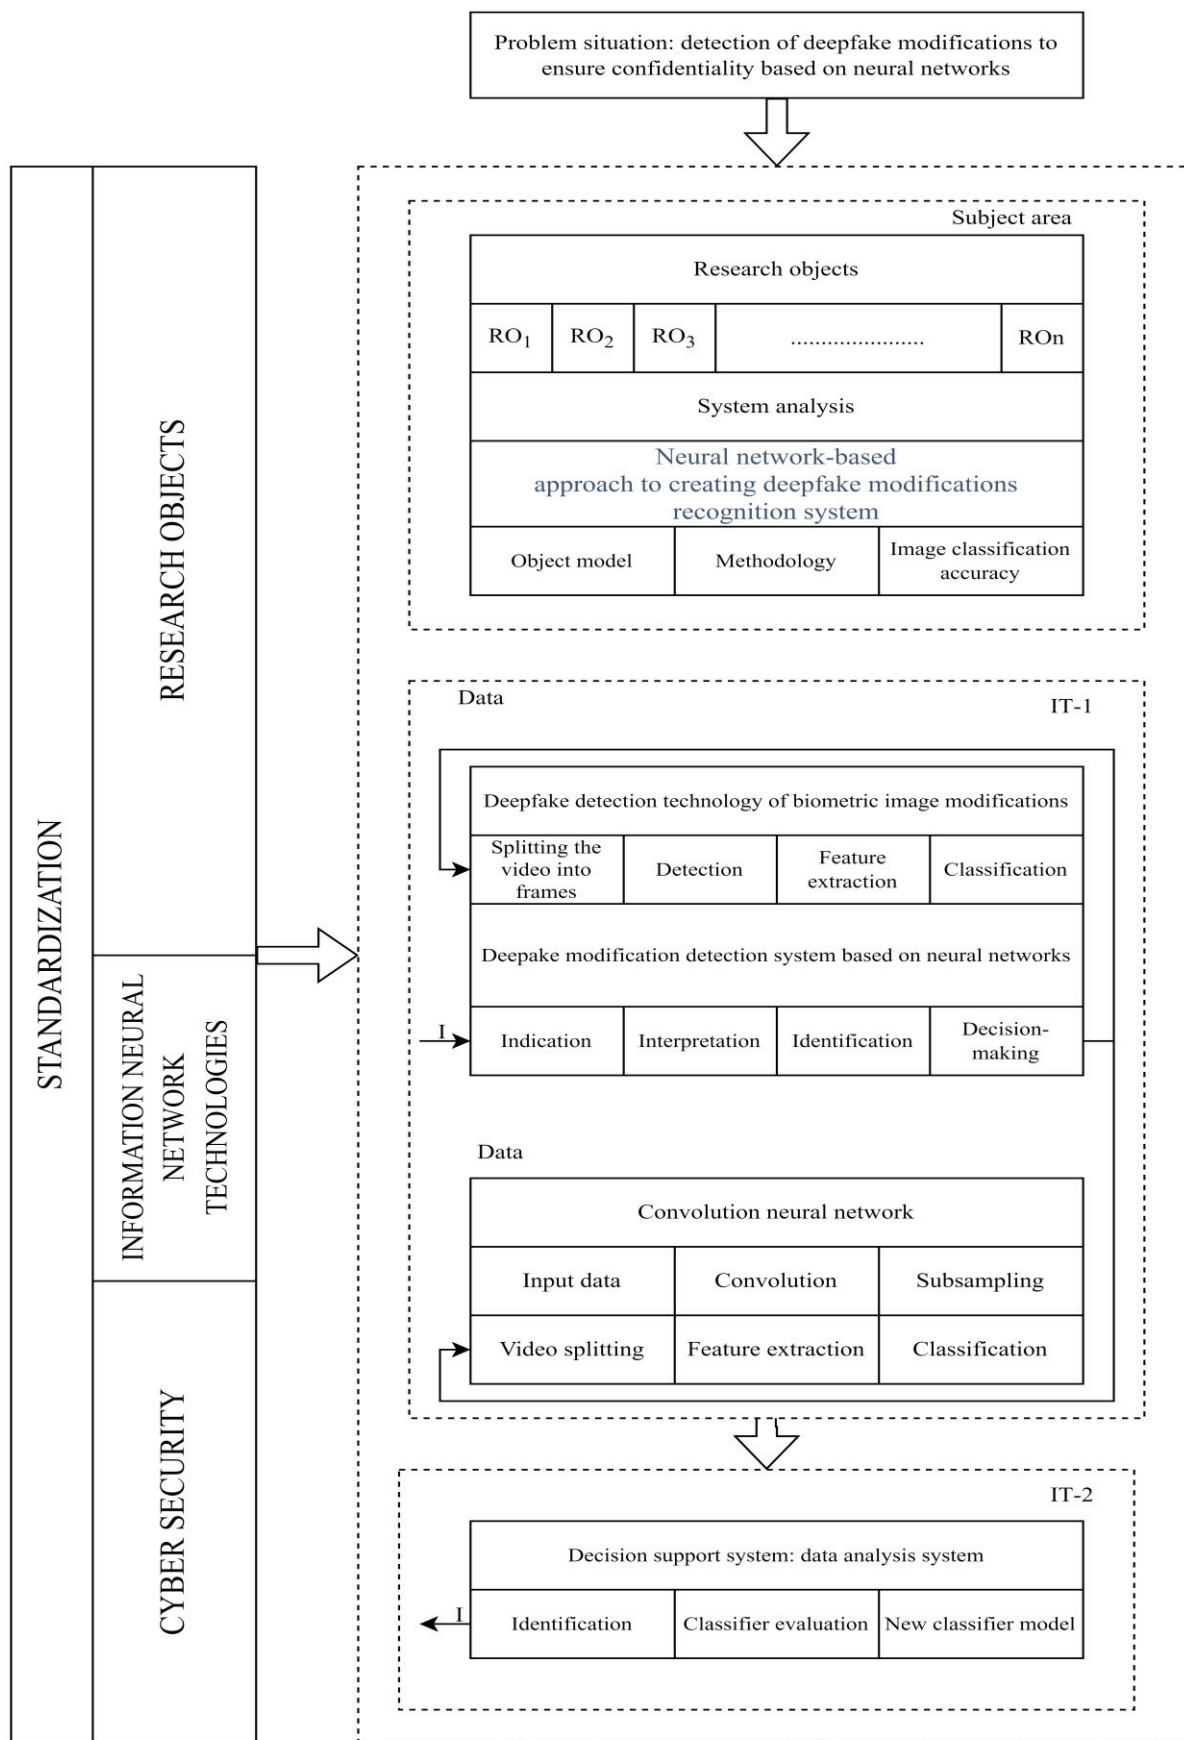 Problem situation: detection of deepfake modifications to
ensure confidentiality based on neural networks
STANDARDIZATION
RESEARCH OBJECTS
INFORMATION NEURAL
NETWORK
TECHNOLOGIES
CYBER SECURITY
Subject area
Research objects
RO1 RO2 RO3 ...................... ROn
System analysis
Neural network-based
approach to creating deepfake modifications
recognition system
Object model
Methodology
Image classification
accuracy
Data
IT-1
Deepfake detection technology of biometric image modifications
Splitting the
video into
frames
Detection
Feature
extraction
Classification
Deepake modification detection system based on neural networks
I
Indication
Interpretation
Identification
Decision-
making
Data
Convolution neural network
Input data
Convolution
Subsampling
Video splitting
Feature extraction
Classification
IT-2
Decision support system: data analysis system
I
Identification
Classifier evaluation
New classifier model